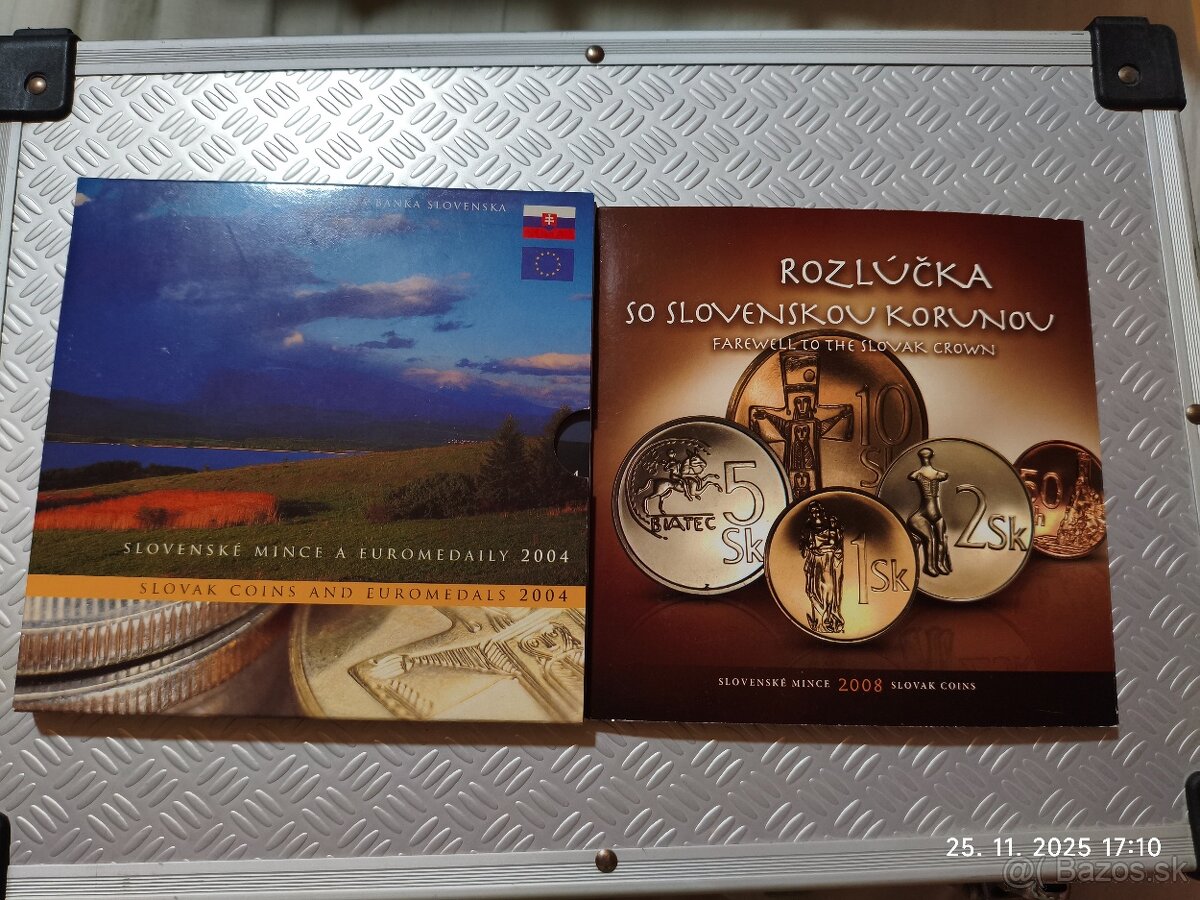 BANKA SLOVENSKA
SLOVENSKÉ MINCE A EUROMEDAILY 2004
SLOVAK COINS AND EUROMEDALS 2004
ROZLÚČKA
SO SLOVENSKOU KORUNOU
FAREWELL TO THE SLOVAK CROWN
10
Sk
5
Sk
BIATEC
1Sk
2Sk
50
h
SLOVENSKÉ MINCE 2008 SLOVAK COINS
25. 11. 2025 17:10
@( Bazos.sk